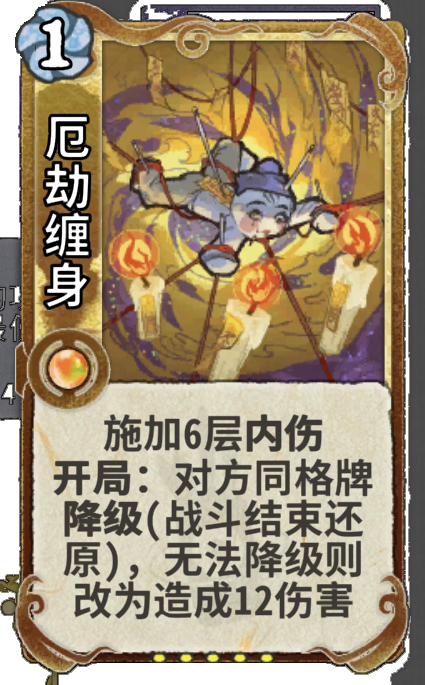 1
厄劫缠身
施加6层内伤
开局：对方同格牌
降级(战斗结束还
原)，无法降级则
改为造成12伤害
4